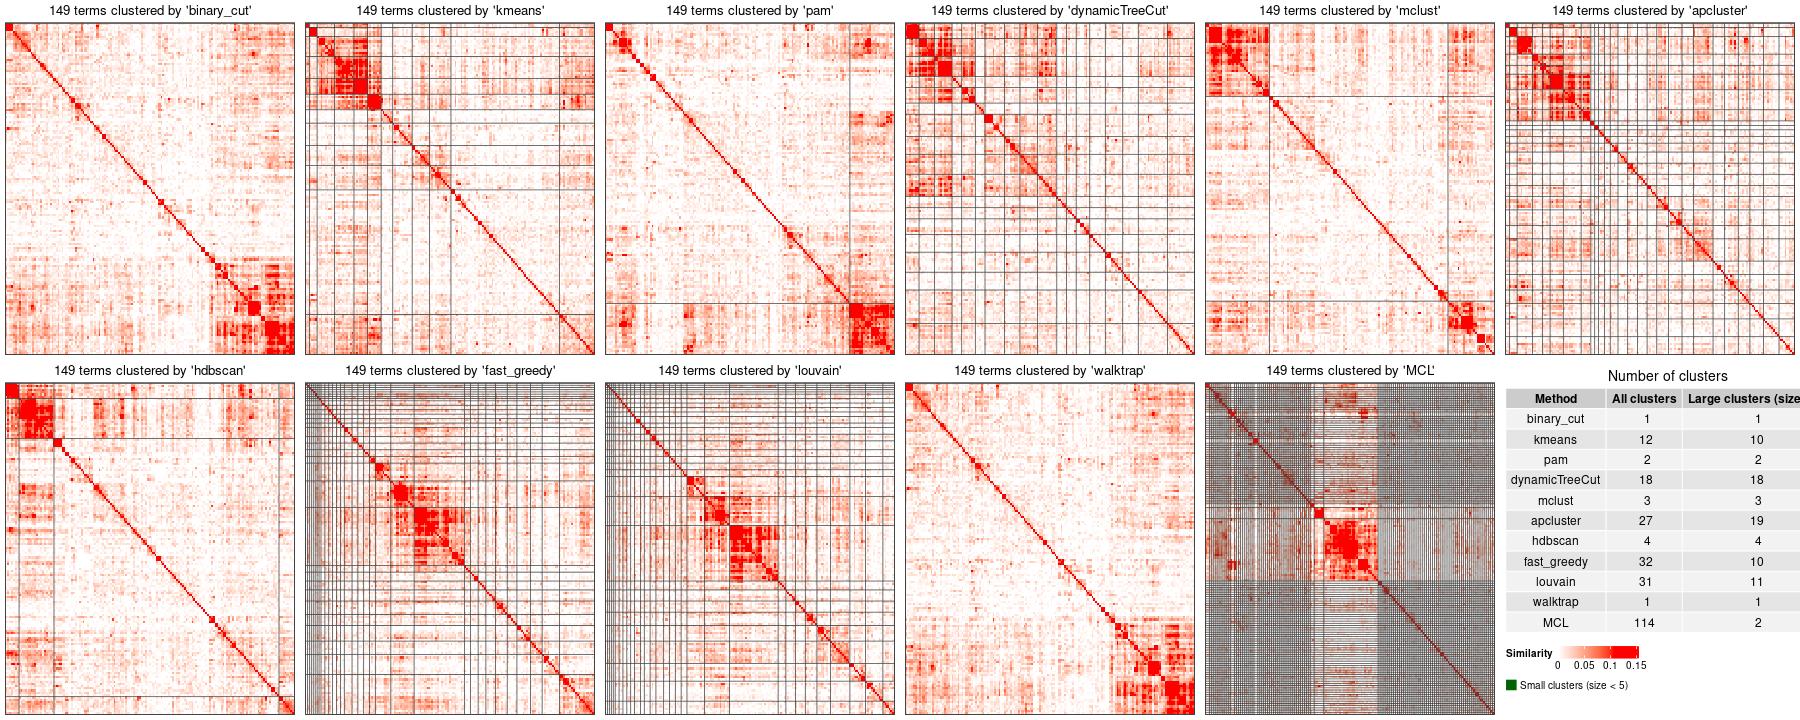 149 terms clustered by 'binary_cut'
149 terms clustered by 'kmeans'
149 terms clustered by 'pam'
149 terms clustered by 'dynamicTreeCut'
149 terms clustered by 'mclust'
149 terms clustered by 'apcluster'
149 terms clustered by 'hdbscan'
149 terms clustered by 'fast_greedy'
149 terms clustered by 'louvain'
149 terms clustered by 'walktrap'
149 terms clustered by 'MCL'
Number of clusters
Method All clusters Large clusters (size
binary_cut 1 1
kmeans 12 10
pam 2 2
dynamicTreeCut 18 18
mclust 3 3
apcluster 27 19
hdbscan 4 4
fast_greedy 32 10
louvain 31 11
walktrap 1 1
MCL 114 2
Similarity
0 0.05 0.1 0.15
Small clusters (size < 5)